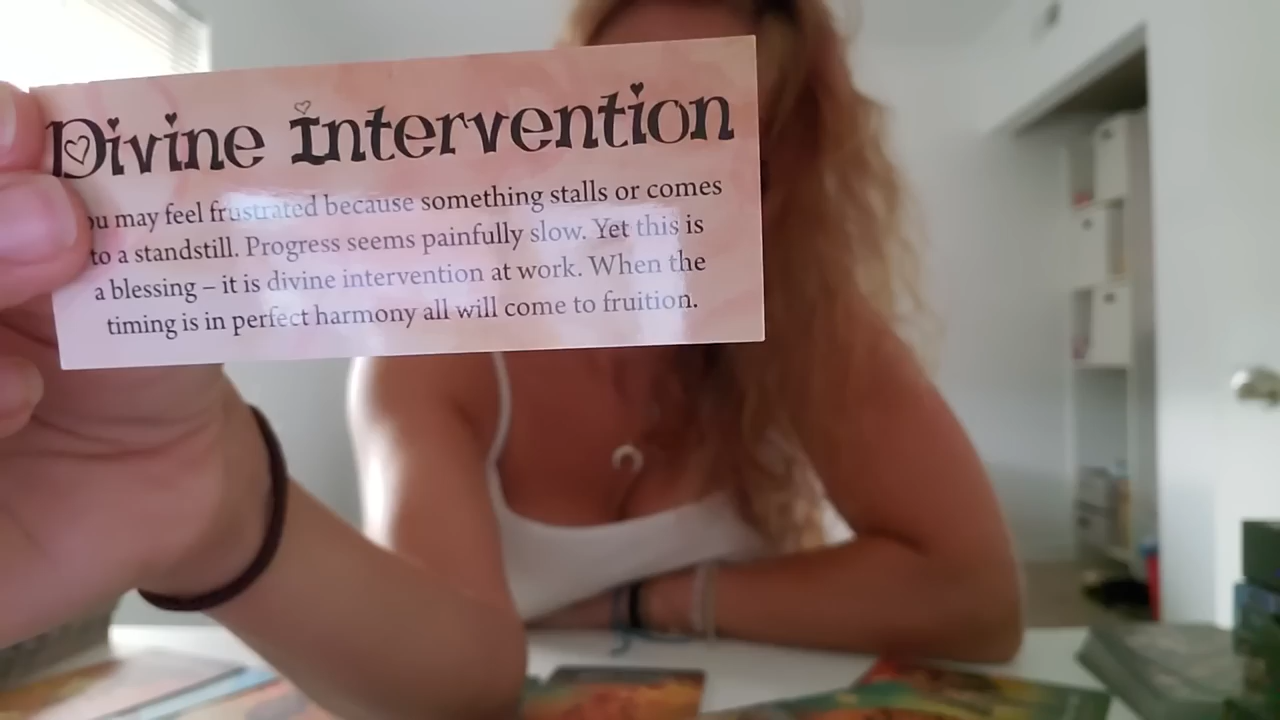 Divine Intervention
ou may feel frustrated because something stalls or comes
to a standstill. Progress seems painfully slow. Yet this is
a blessing – it is divine intervention at work. When the
timing is in perfect harmony all will come to fruition.